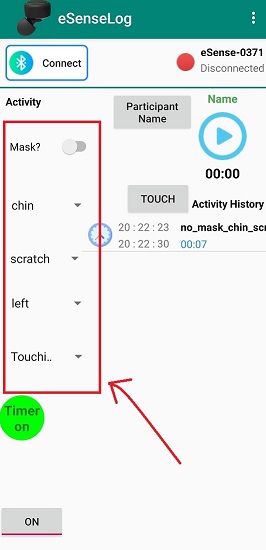 eSenseLog
Connect
eSense-0371
Disconnected
Activity
Participant
Name
Name
Mask?
00:00
chin
TOUCH
Activity History
20 : 22 : 23
no_mask_chin_scr
20 : 22 : 30
00:07
scratch
left
Touchi..
Timer
on
ON